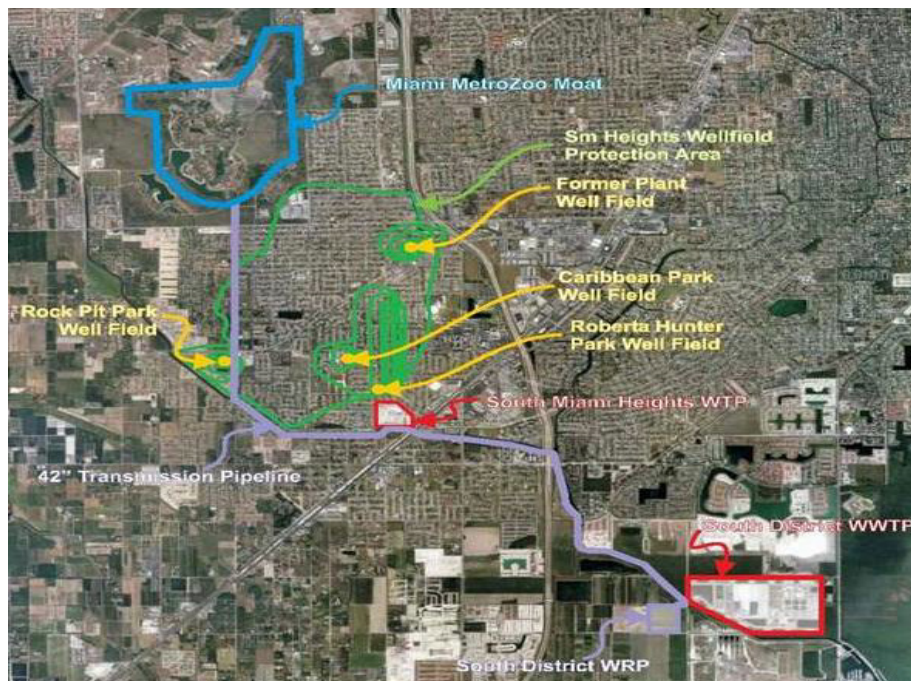 Miami MetroZoo Moat
Sm Heights Wellfield
Protection Area
Former Plant
Well Field
Caribbean Park
Well Field
Rock Pit Park
Well Field
Roberta Hunter
Park Well Field
South Miami Heights WTP
42" Transmission Pipeline
South District WWTP
South District WRP